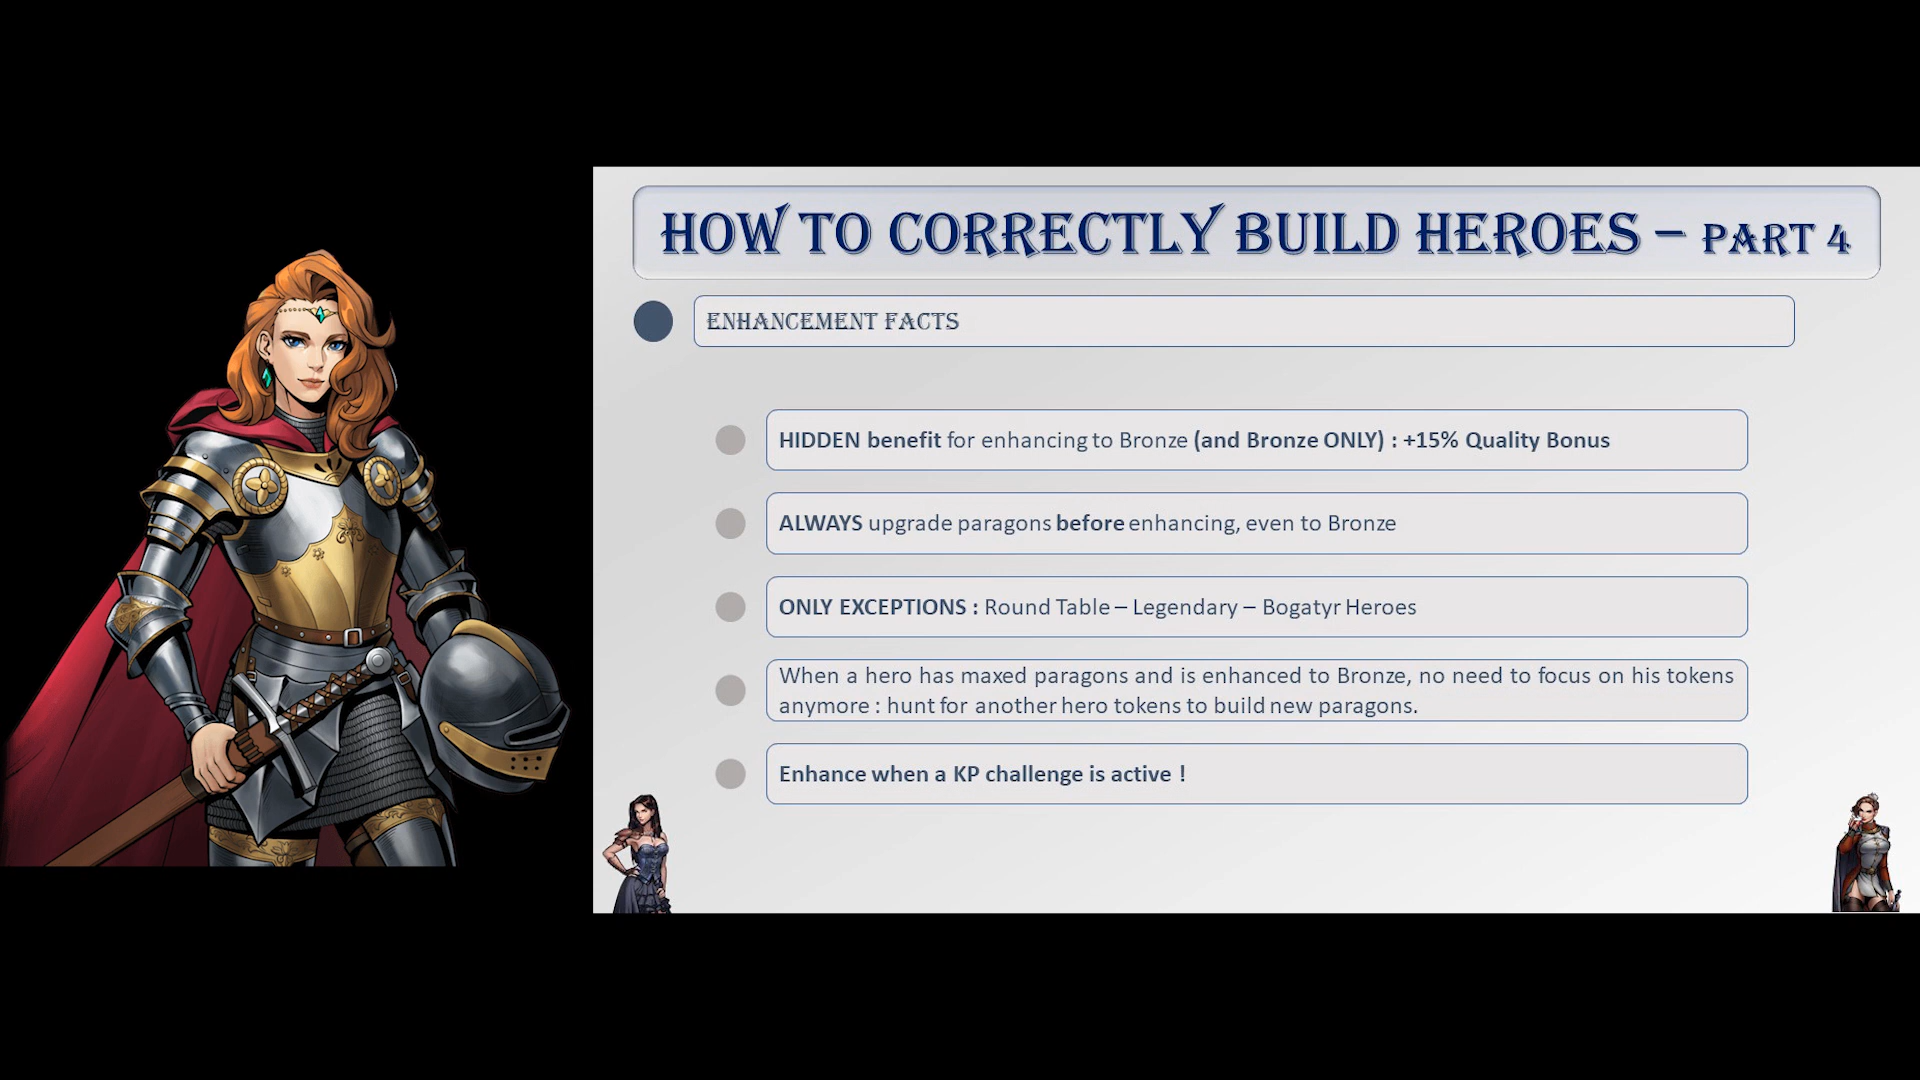 HOW TO CORRECTLY BUILD HEROES – PART 4
ENHANCEMENT FACTS
HIDDEN benefit for enhancing to Bronze (and Bronze ONLY) : +15% Quality Bonus
ALWAYS upgrade paragons before enhancing, even to Bronze
ONLY EXCEPTIONS : Round Table – Legendary – Bogatyr Heroes
When a hero has maxed paragons and is enhanced to Bronze, no need to focus on his tokens
anymore : hunt for another hero tokens to build new paragons.
Enhance when a KP challenge is active !